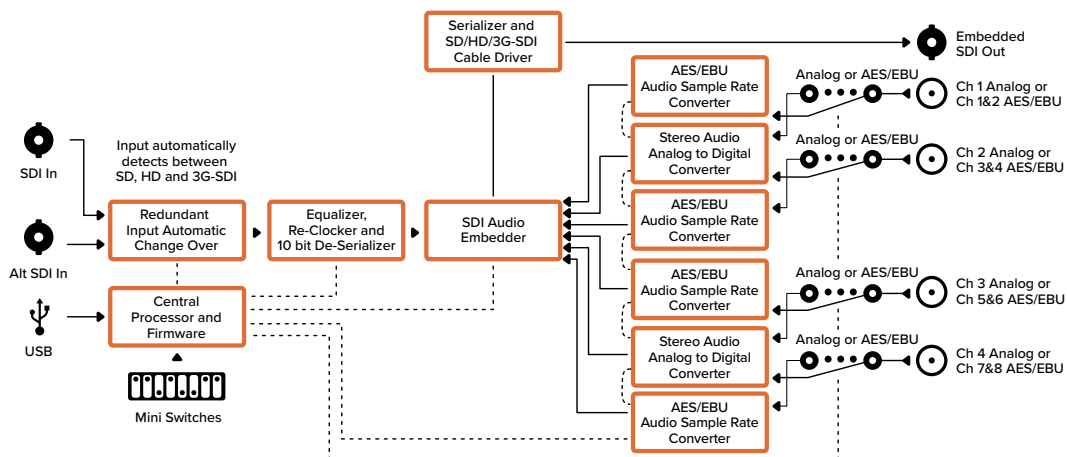 Serializer and
SD/HD/3G-SDI
Cable Driver
Embedded
SDI Out
AES/EBU
Audio Sample Rate
Converter
Analog or AES/EBU
Ch 1 Analog or
Ch 1&2 AES/EBU
SDI In
Input automatically
detects between
SD, HD and 3G-SDI
Stereo Audio
Analog to Digital
Converter
Analog or AES/EBU
Ch 2 Analog or
Ch 3&4 AES/EBU
Alt SDI In
Redundant
Input Automatic
Change Over
Equalizer,
Re-Clocker and
10 bit De-Serializer
SDI Audio
Embedder
AES/EBU
Audio Sample Rate
Converter
USB
Central
Processor and
Firmware
AES/EBU
Audio Sample Rate
Converter
Analog or AES/EBU
Ch 3 Analog or
Ch 5&6 AES/EBU
Mini Switches
Stereo Audio
Analog to Digital
Converter
Analog or AES/EBU
Ch 4 Analog or
Ch 7&8 AES/EBU
AES/EBU
Audio Sample Rate
Converter